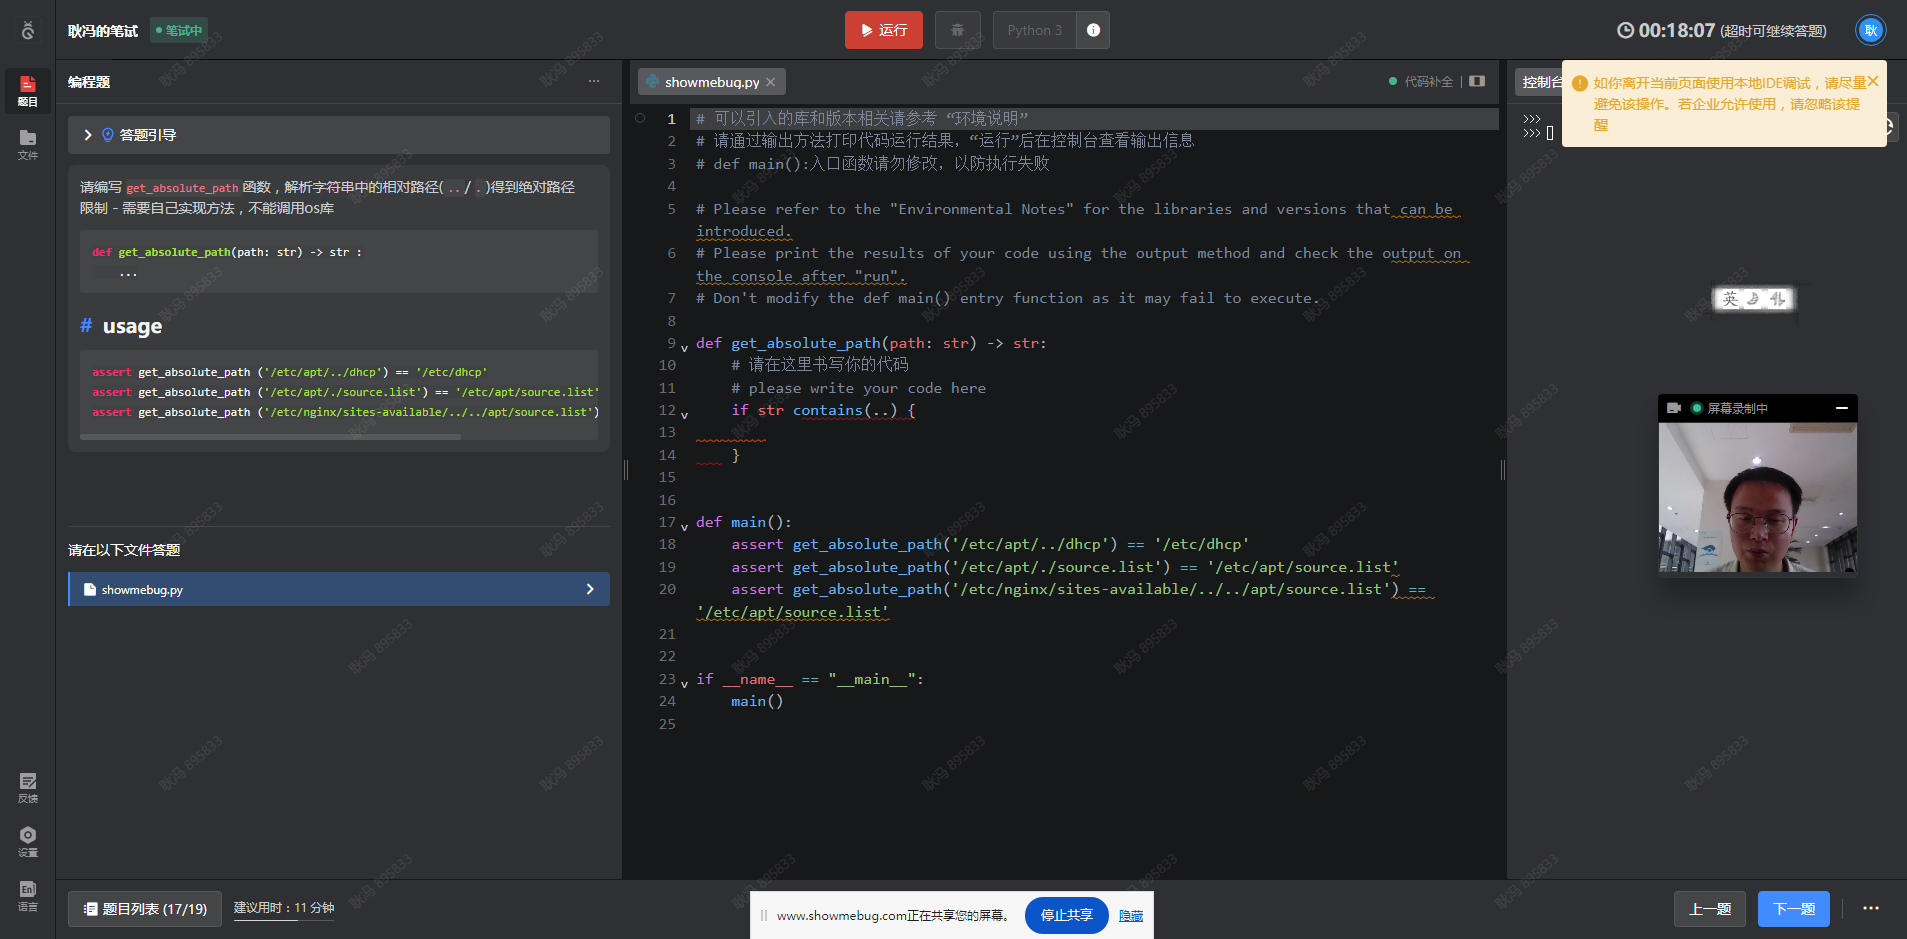 耿冯的笔试
笔试中
运行
Python 3
00:18:07 (超时可继续答题)
耿
题目
文件
反馈
设置
En
语言
编程题
答题引导
请编写 get_absolute_path 函数，解析字符串中的相对路径( .. / . )得到绝对路径
限制 - 需要自己实现方法，不能调用os库
def get_absolute_path(path: str) -> str :
...
# usage
assert get_absolute_path ('/etc/apt/../dhcp') == '/etc/dhcp'
assert get_absolute_path ('/etc/apt/./source.list') == '/etc/apt/source.list'
assert get_absolute_path ('/etc/nginx/sites-available/../../apt/source.list')
请在以下文件答题
showmebug.py
题目列表 (17/19)
建议用时：11 分钟
showmebug.py
代码补全
1 # 可以引入的库和版本相关请参考 “环境说明”
2 # 请通过输出方法打印代码运行结果，“运行”后在控制台查看输出信息
3 # def main():入口函数请勿修改，以防执行失败
4
5 # Please refer to the "Environmental Notes" for the libraries and versions that can be
introduced.
6 # Please print the results of your code using the output method and check the output on
the console after "run".
7 # Don't modify the def main() entry function as it may fail to execute.
8
9 def get_absolute_path(path: str) -> str:
10 # 请在这里书写你的代码
11 # please write your code here
12 if str contains(..) {
13
14 }
15
16
17 def main():
18 assert get_absolute_path('/etc/apt/../dhcp') == '/etc/dhcp'
19 assert get_absolute_path('/etc/apt/./source.list') == '/etc/apt/source.list'
20 assert get_absolute_path('/etc/nginx/sites-available/../../apt/source.list') ==
'/etc/apt/source.list'
21
22
23 if __name__ == "__main__":
24 main()
25
控制台
如你离开当前页面使用本地IDE调试，请尽量
避免该操作。若企业允许使用，请忽略该提
醒
>>>
>>>
英
屏幕录制中
www.showmebug.com正在共享您的屏幕。
停止共享
隐藏
上一题
下一题
耿冯 895833